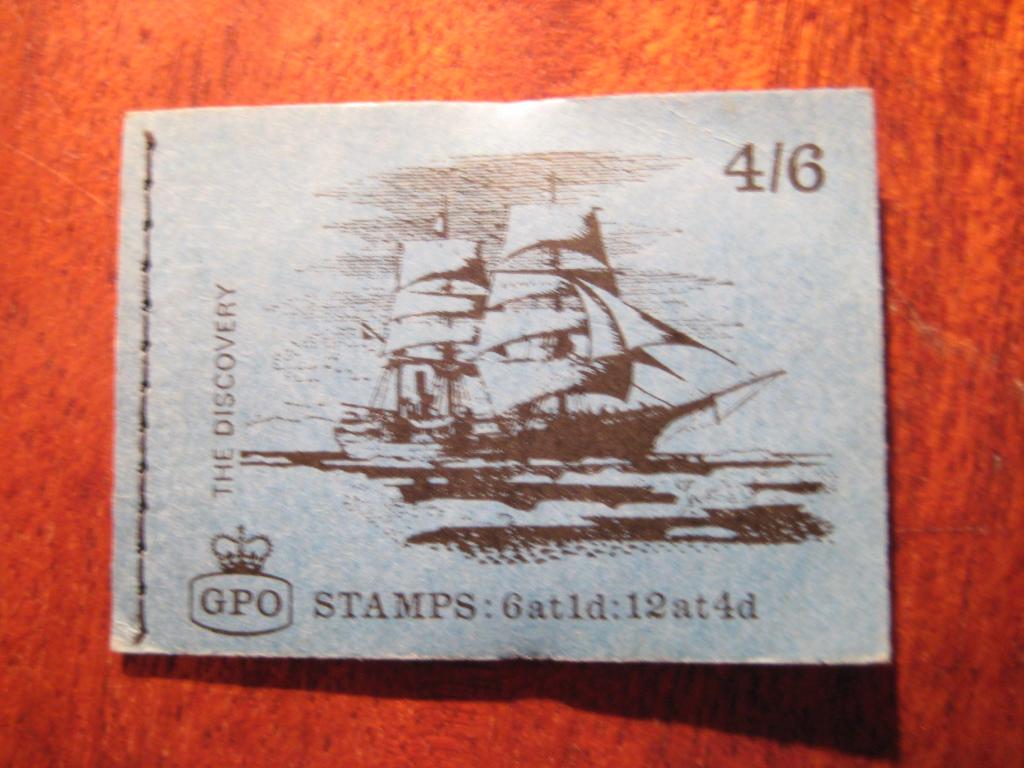 4/6
THE DISCOVERY
GPO STAMPS:6at1d:12at4d